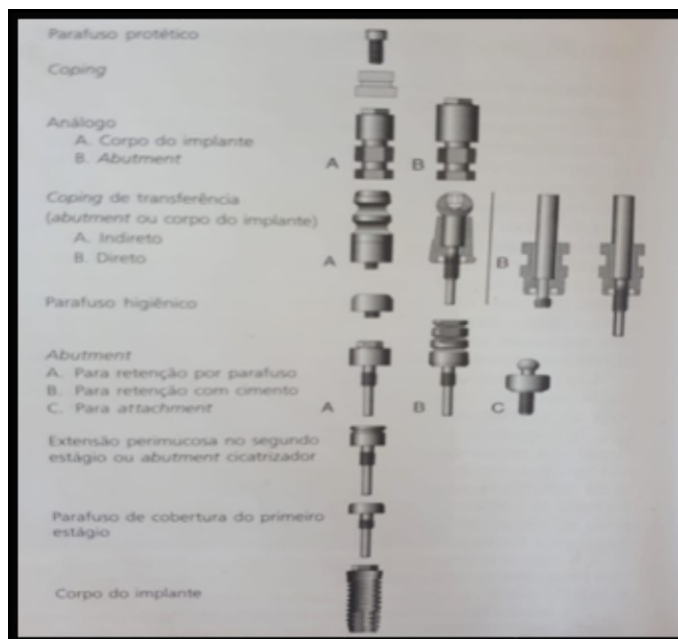 Parafuso protético
Coping
Análogo
A. Corpo do implante
B. Abutment
A
B
Coping de transferência
(abutment ou corpo do implante)
A. Indireto
B. Direto
A
B
Parafuso higiênico
Abutment
A. Para retenção por parafuso
B. Para retenção com cimento
C. Para attachment
A
B
C
Extensão perimucosa no segundo
estágio ou abutment cicatrizador
Parafuso de cobertura do primeiro
estágio
Corpo do implante